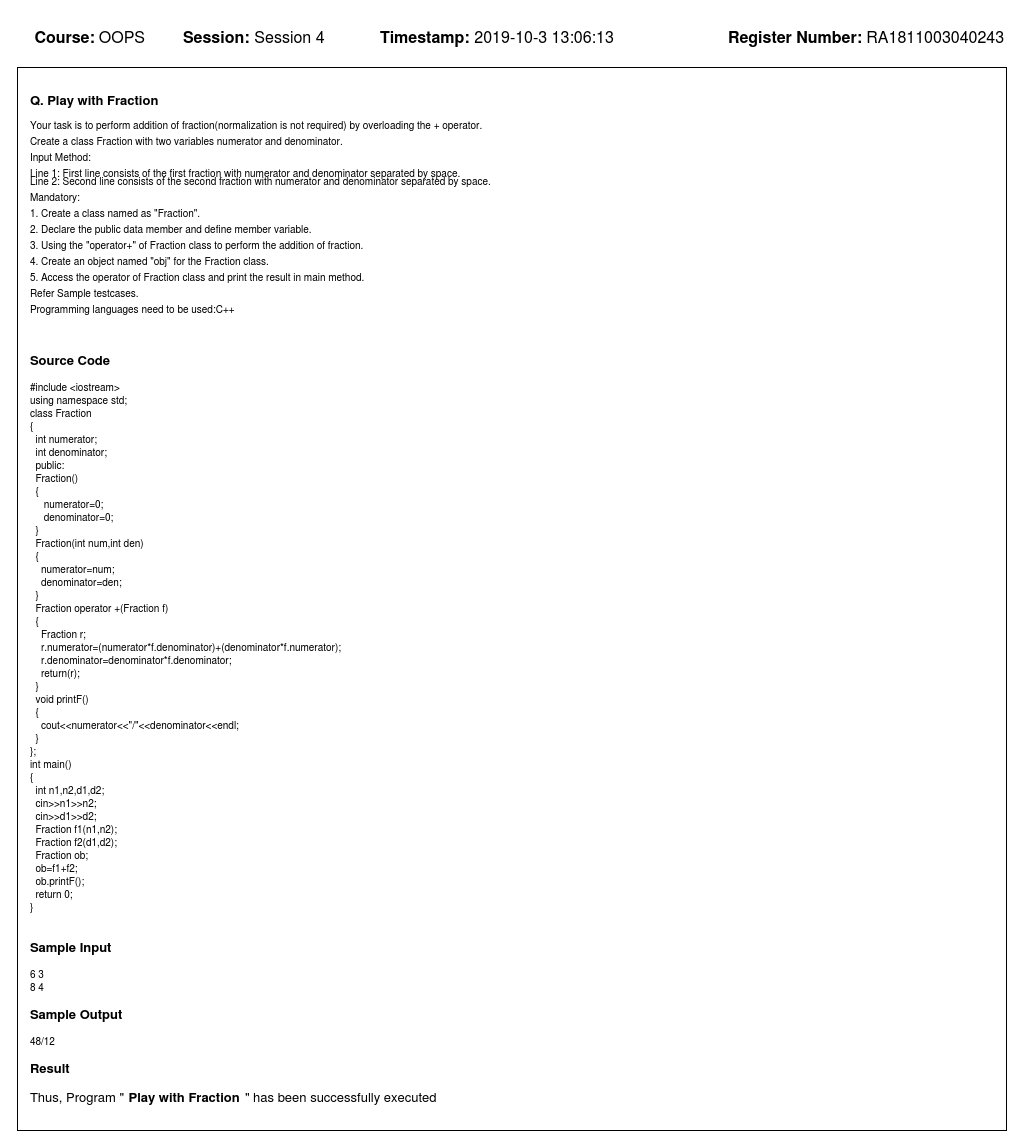 Course: OOPS Session: Session 4 Timestamp: 2019-10-3 13:06:13 Register Number: RA1811003040243
Q. Play with Fraction
Your task is to perform addition of fraction(normalization is not required) by overloading the + operator.
Create a class Fraction with two variables numerator and denominator.
Input Method:
Line 1: First line consists of the first fraction with numerator and denominator separated by space.
Line 2: Second line consists of the second fraction with numerator and denominator separated by space.
Mandatory:
1. Create a class named as "Fraction".
2. Declare the public data member and define member variable.
3. Using the "operator+" of Fraction class to perform the addition of fraction.
4. Create an object named "obj" for the Fraction class.
5. Access the operator of Fraction class and print the result in main method.
Refer Sample testcases.
Programming languages need to be used:C++
Source Code
#include <iostream>
using namespace std;
class Fraction
{
int numerator;
int denominator;
public:
Fraction()
{
numerator=0;
denominator=0;
}
Fraction(int num,int den)
{
numerator=num;
denominator=den;
}
Fraction operator +(Fraction f)
{
Fraction r;
r.numerator=(numerator*f.denominator)+(denominator*f.numerator);
r.denominator=denominator*f.denominator;
return(r);
}
void printF()
{
cout<<numerator<<"/"<<denominator<<endl;
}
};
int main()
{
int n1,n2,d1,d2;
cin>>n1>>n2;
cin>>d1>>d2;
Fraction f1(n1,n2);
Fraction f2(d1,d2);
Fraction ob;
ob=f1+f2;
ob.printF();
return 0;
}
Sample Input
6 3
8 4
Sample Output
48/12
Result
Thus, Program " Play with Fraction " has been successfully executed